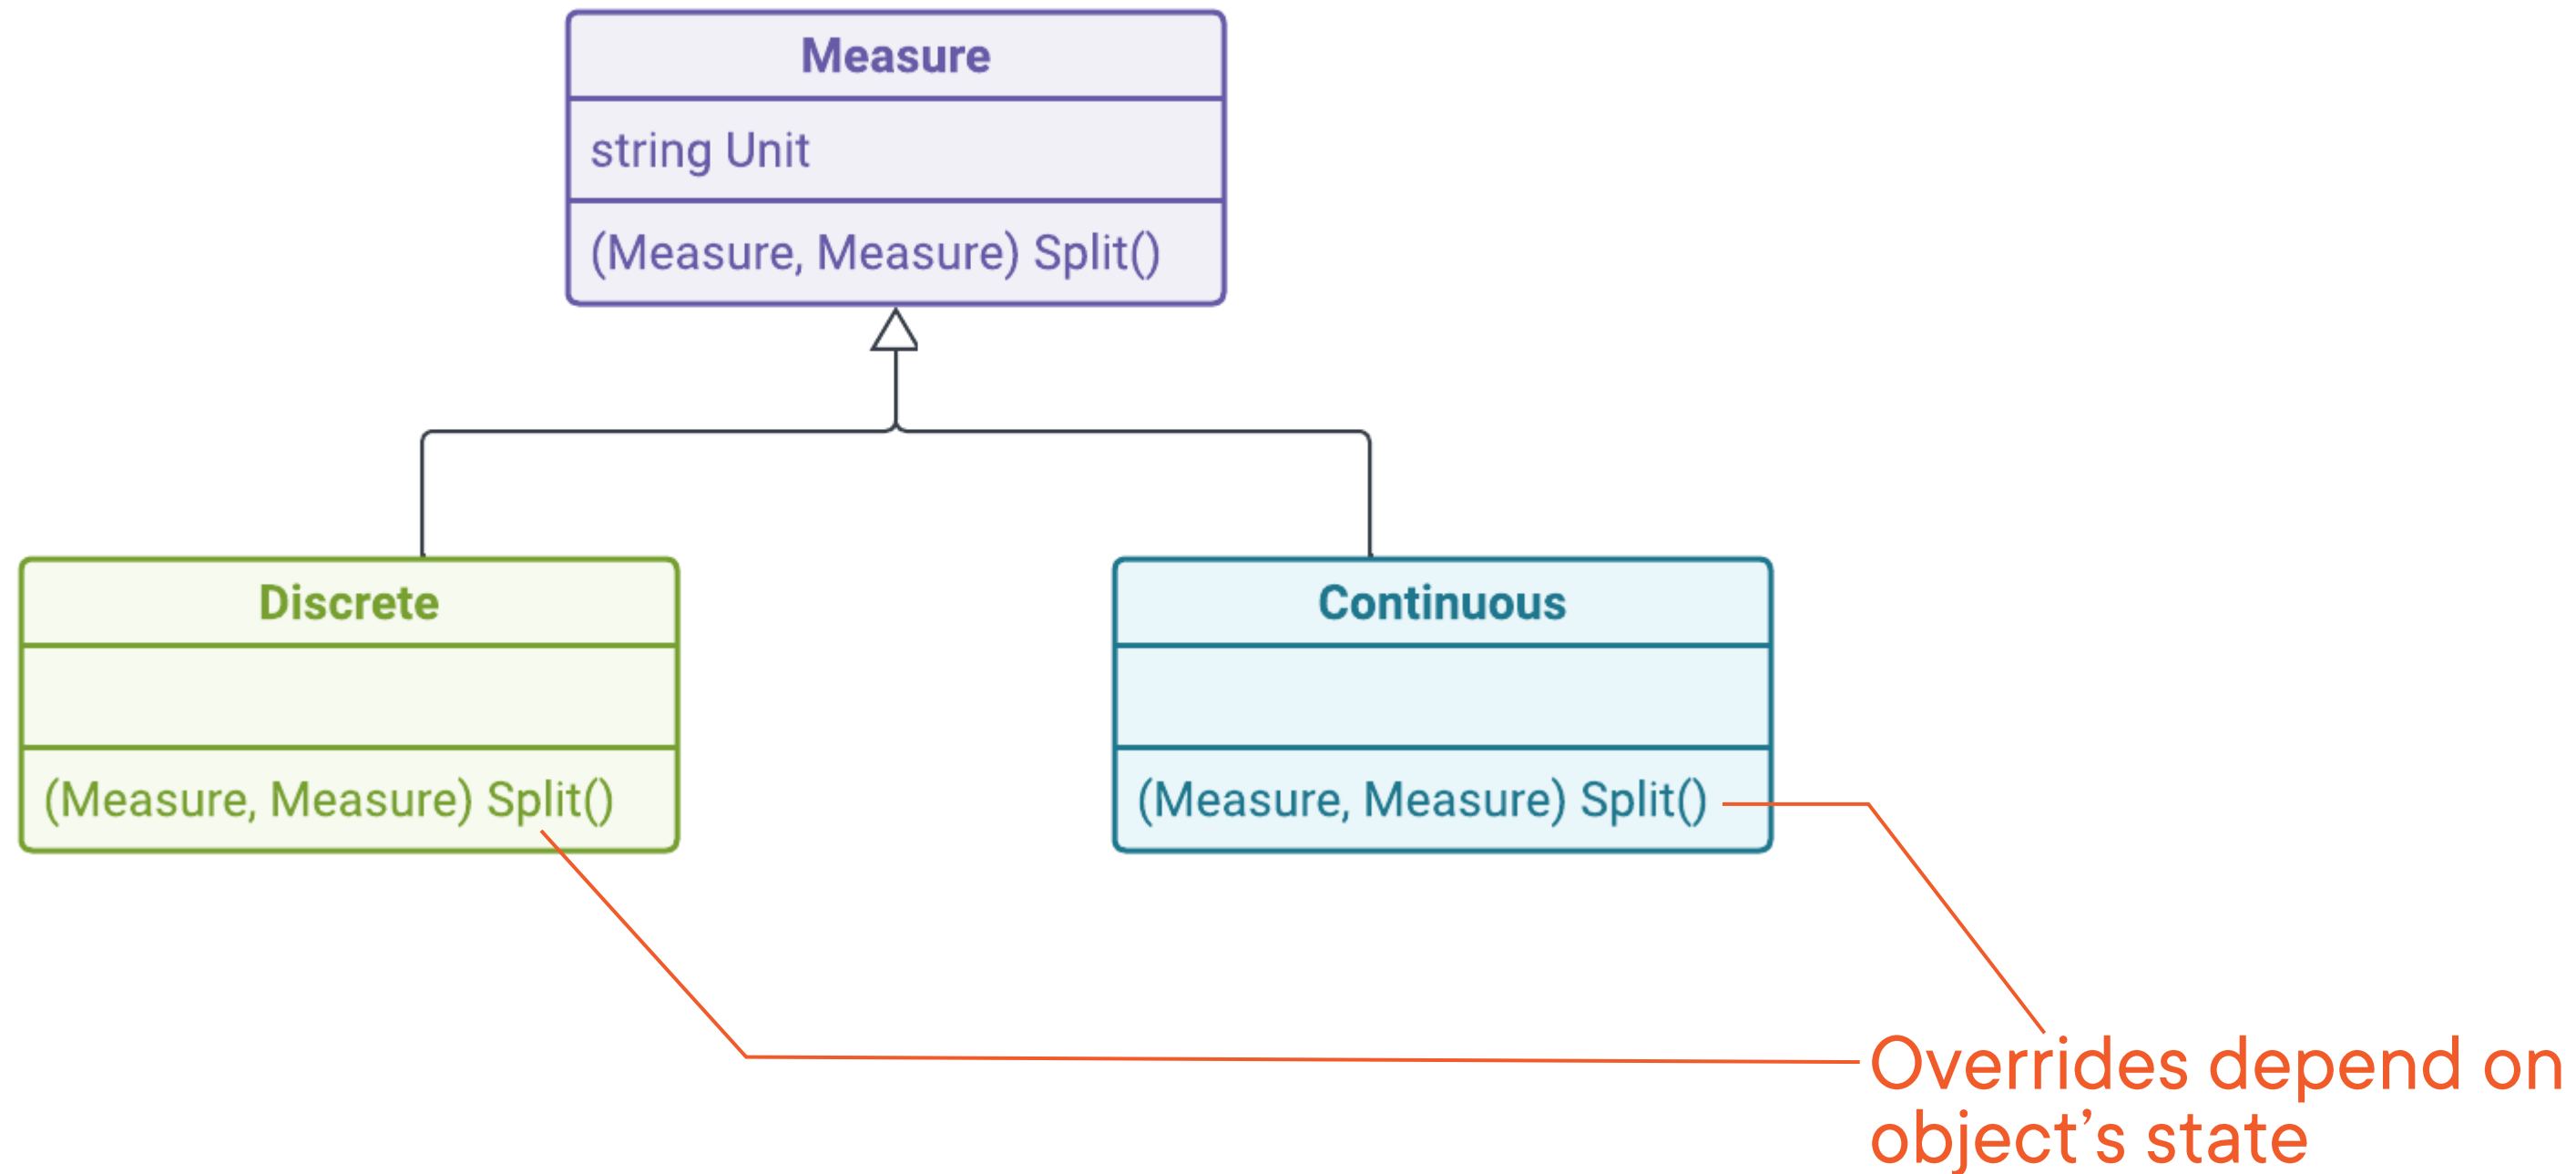 Measure
string Unit
(Measure, Measure) Split()
Discrete
(Measure, Measure) Split()
Continuous
(Measure, Measure) Split()
Overrides depend on
object’s state